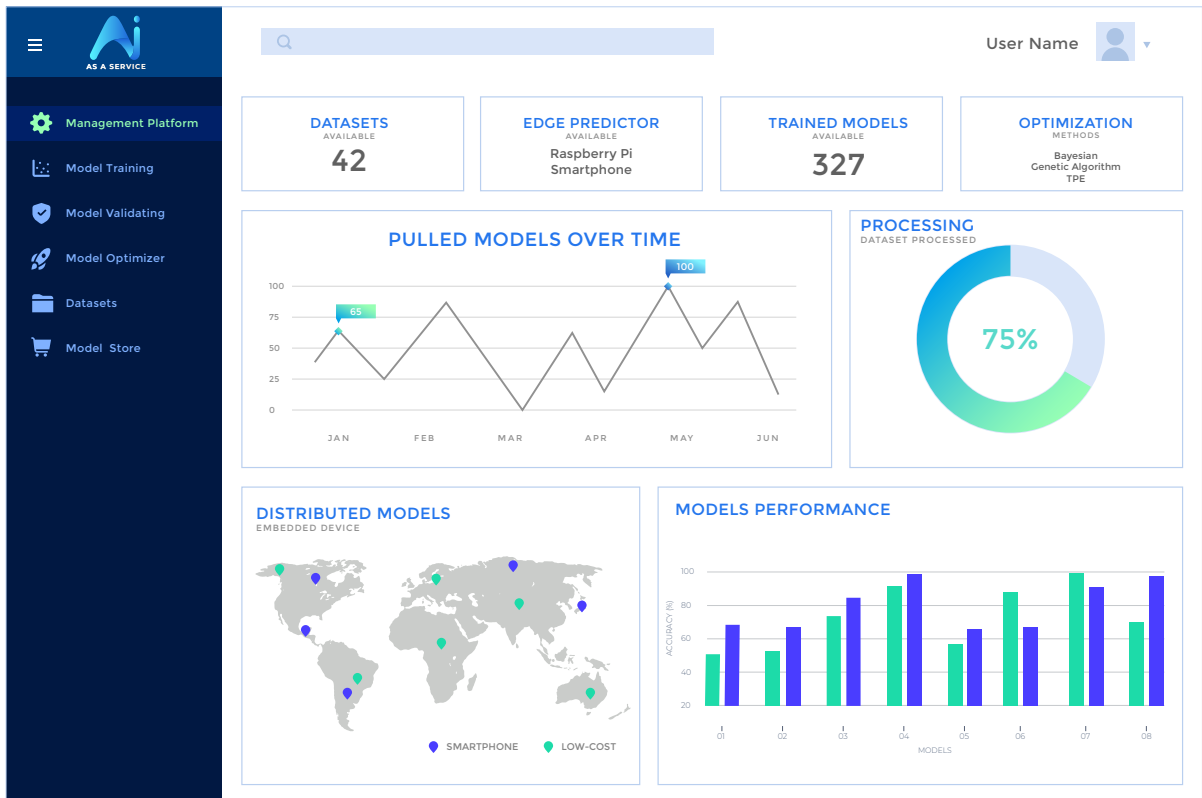 Ai
AS A SERVICE
User Name
Management Platform
Model Training
Model Validating
Model Optimizer
Datasets
Model Store
DATASETS
AVAILABLE
42
EDGE PREDICTOR
AVAILABLE
Raspberry Pi
Smartphone
TRAINED MODELS
AVAILABLE
327
OPTIMIZATION
METHODS
Bayesian
Genetic Algorithm
TPE
PULLED MODELS OVER TIME
100
65
100
75
50
25
0
JAN FEB MAR APR MAY JUN
PROCESSING
DATASET PROCESSED
75%
DISTRIBUTED MODELS
EMBEDDED DEVICE
SMARTPHONE LOW-COST
MODELS PERFORMANCE
ACCURACY (%)
100
80
60
40
20
01 02 03 04 05 06 07 08
MODELS